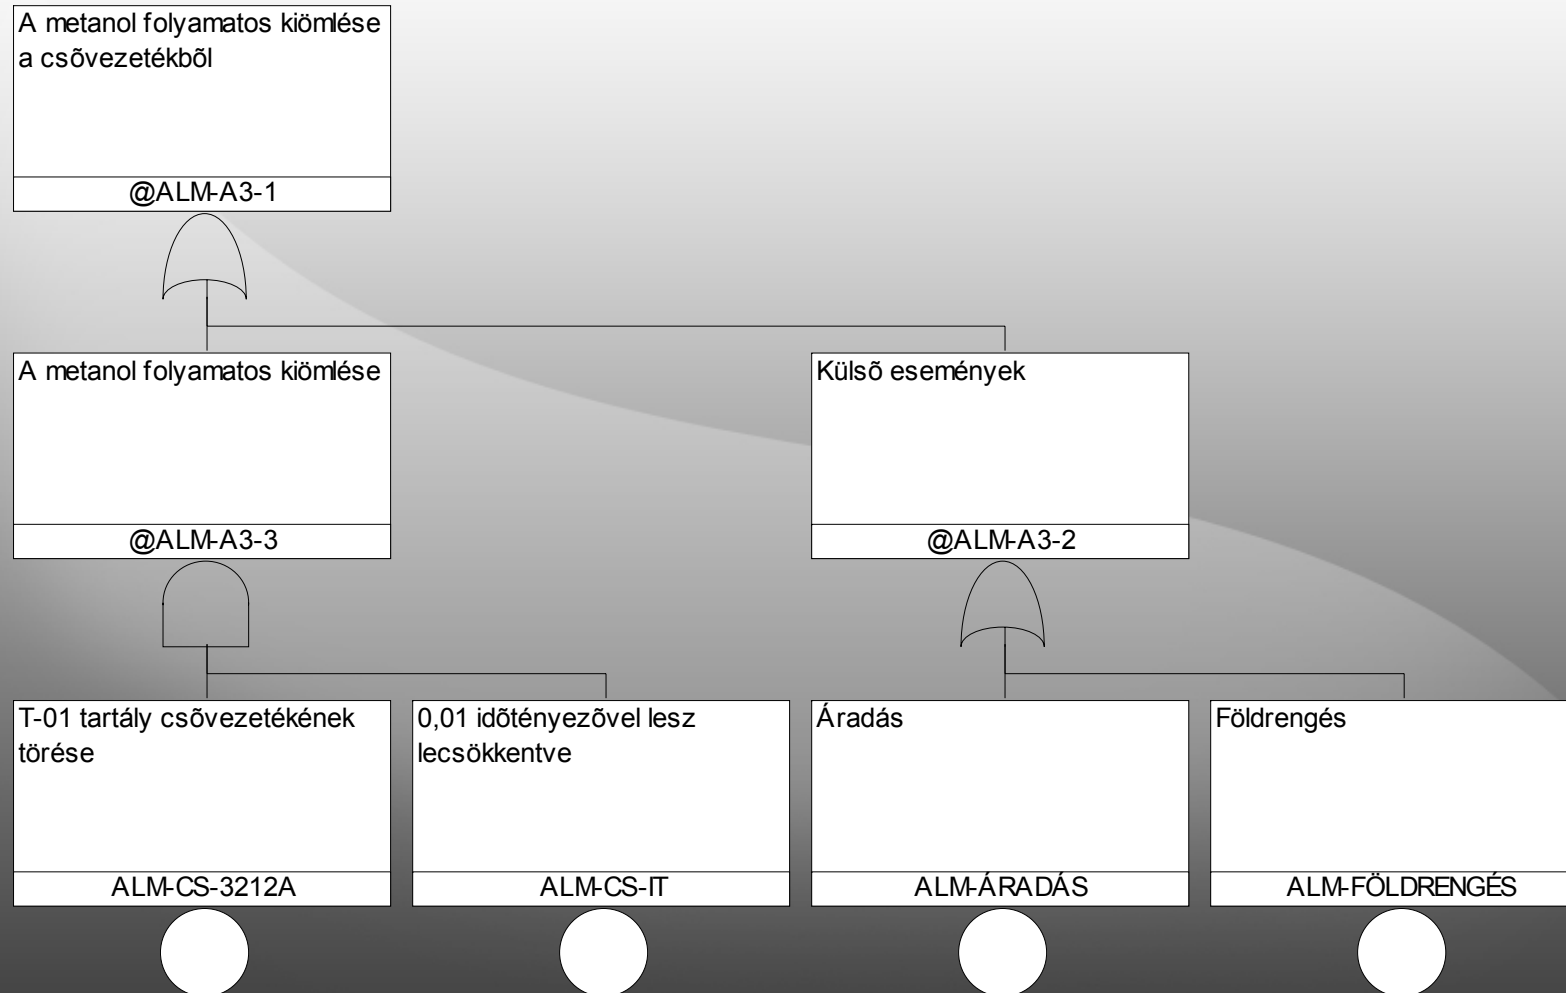 A metanol folyamatos kiömlése
a csõvezetékbõl
@ALM-A3-1
A metanol folyamatos kiömlése
@ALM-A3-3
Külsõ események
@ALM-A3-2
T-01 tartály csõvezetékének
törése
ALM-CS-3212A
0,01 idõtényezõvel lesz
lecsökkentve
ALM-CS-IT
Áradás
ALM-ÁRADÁS
Földrengés
ALM-FÖLDRENGÉS